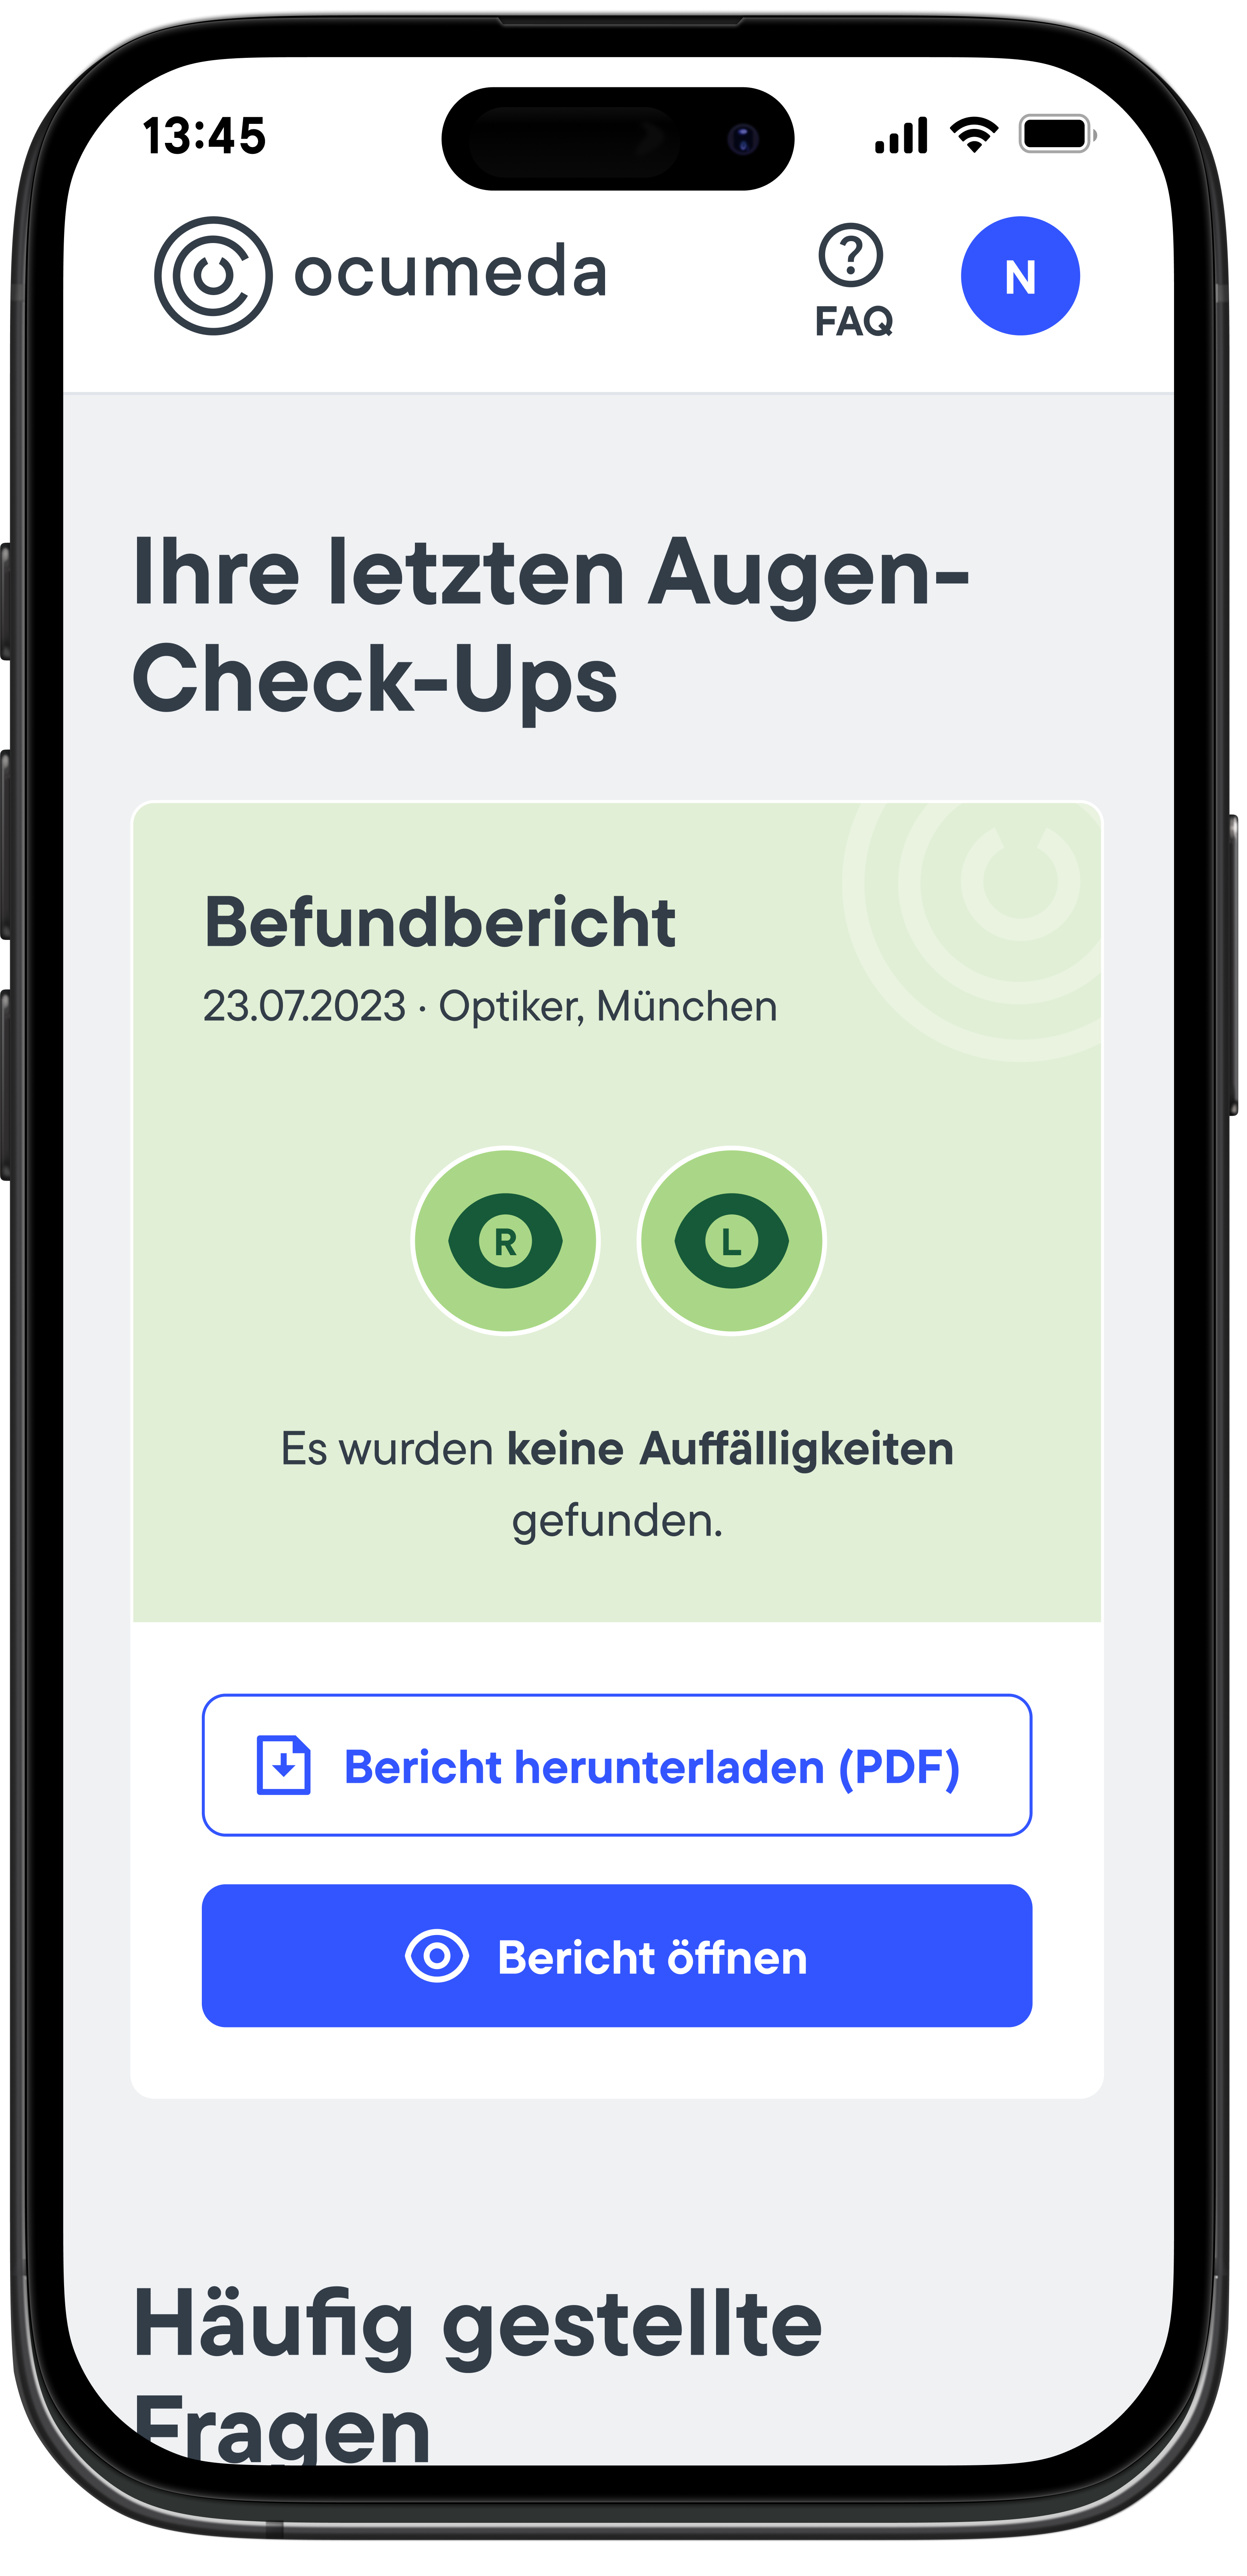 13:45
ocumeda
FAQ
N
Ihre letzten Augen-
Check-Ups
Befundbericht
23.07.2023 · Optiker, München
R L
Es wurden keine Auffälligkeiten
gefunden.
Bericht herunterladen (PDF)
Bericht öffnen
Häufig gestellte
Fragen